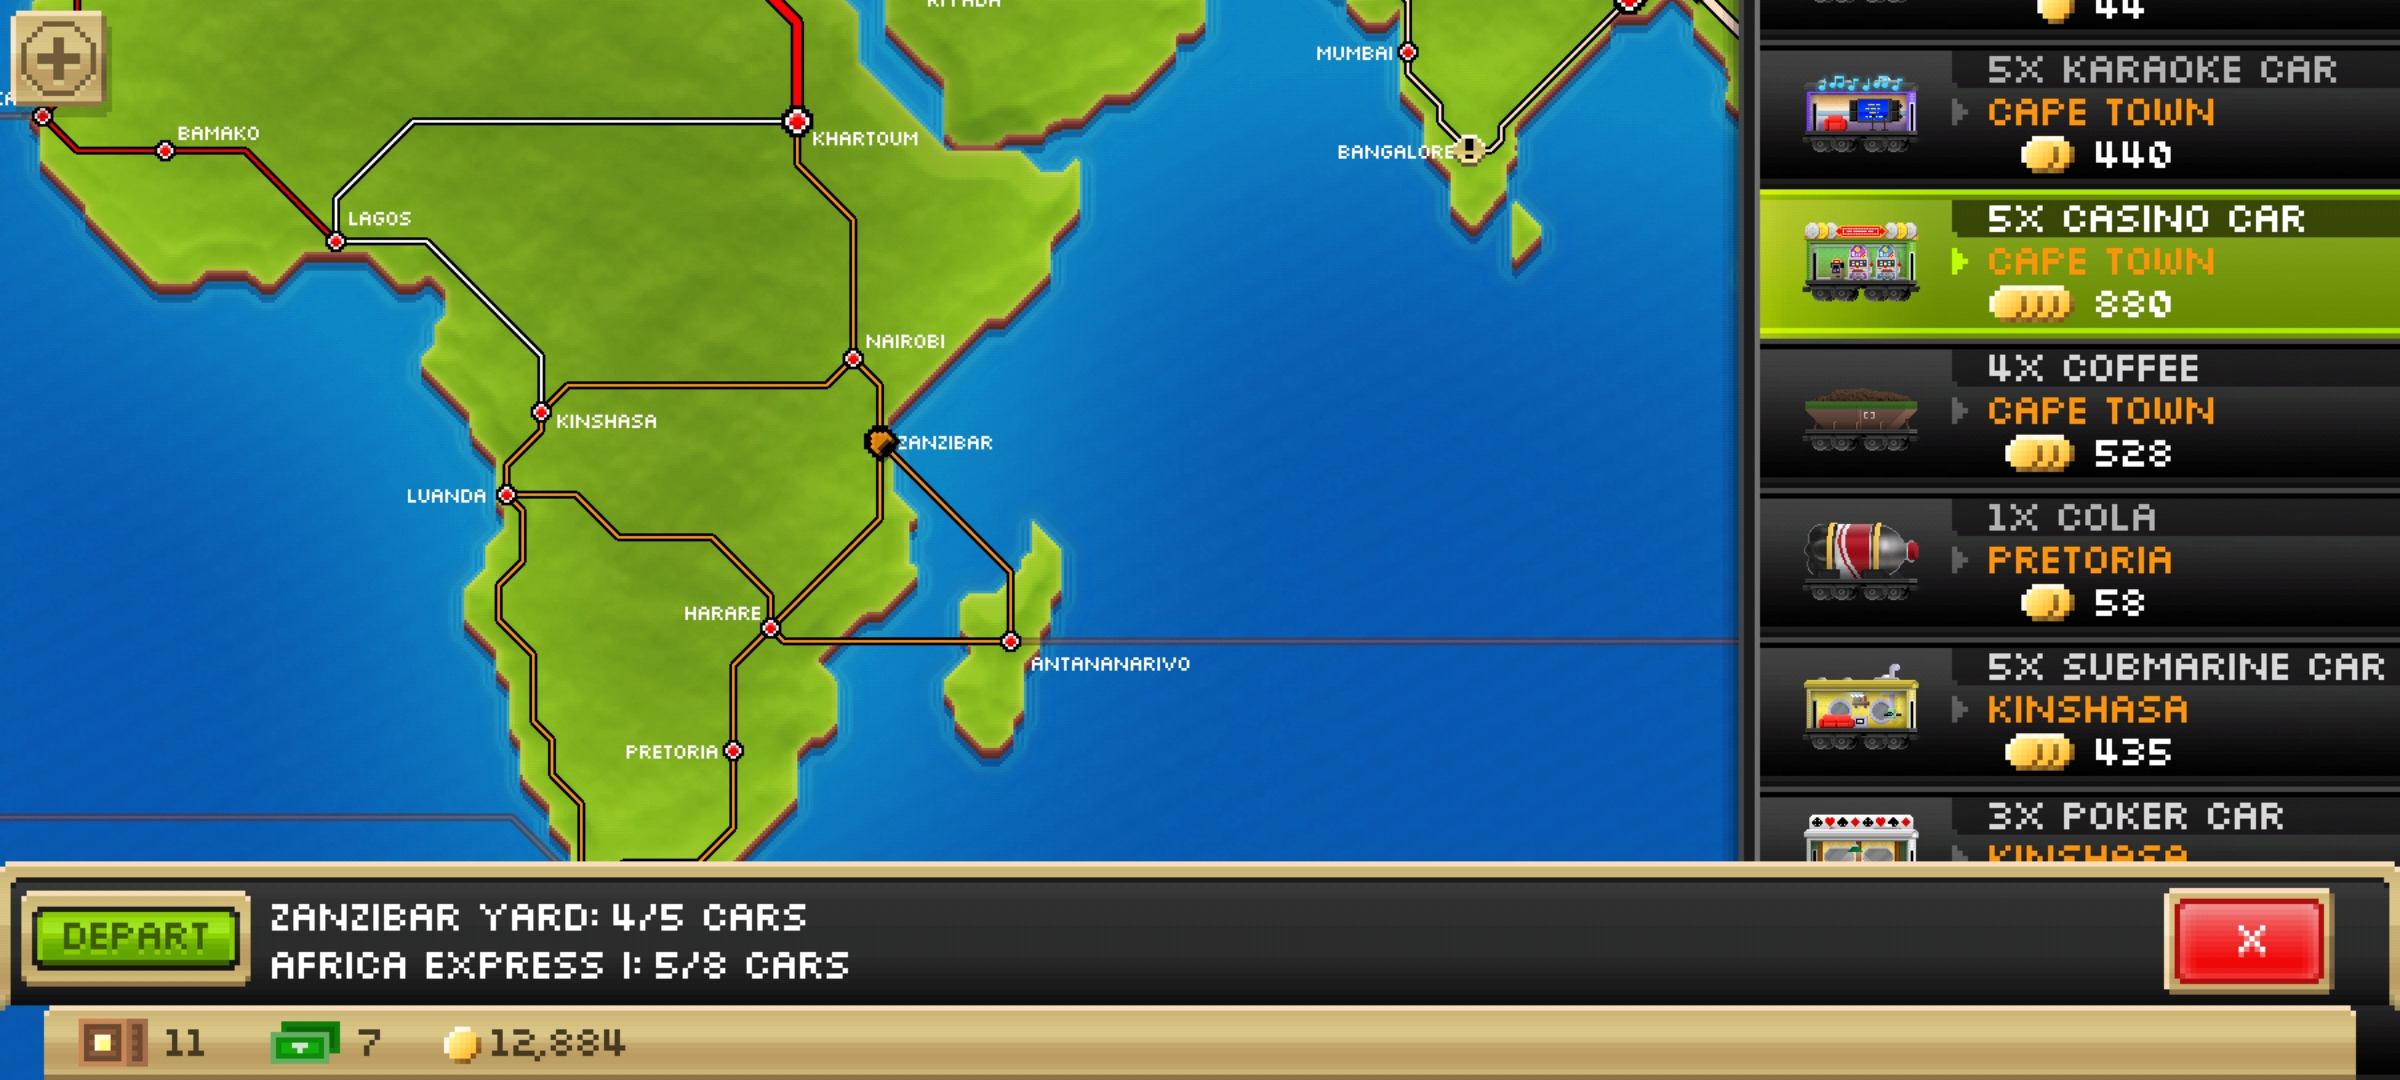 44
MUMBAI
5X KARAOKE CAR
CAPE TOWN
440
BAMAKO
KHARTOUM
BANGALORE
LAGOS
5X CASINO CAR
CAPE TOWN
880
NAIROBI
4X COFFEE
CAPE TOWN
528
KINSHASA
ZANZIBAR
LUANDA
1X COLA
PRETORIA
58
HARARE
ANTANANARIVO
5X SUBMARINE CAR
KINSHASA
435
PRETORIA
3X POKER CAR
KINSHASA
DEPART
ZANZIBAR YARD: 4/5 CARS
AFRICA EXPRESS I: 5/8 CARS
X
11
7
12,884